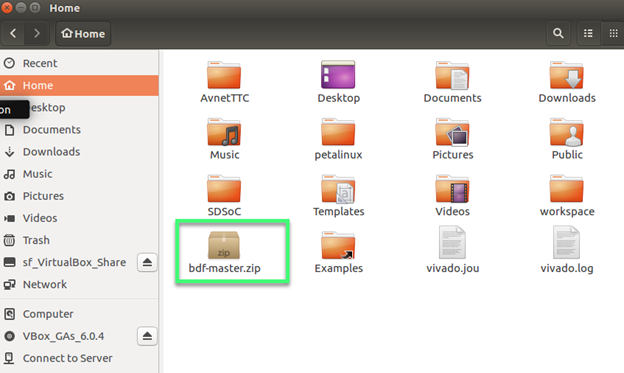 Home
Home
Recent
Home
on
esktop
Documents
Downloads
Music
Pictures
Videos
Trash
sf_VirtualBox_Share
Network
Computer
VBox_GAs_6.0.4
Connect to Server
AvnetTTC
Desktop
Documents
Downloads
Music
petalinux
Pictures
Public
SDSoC
Templates
Videos
workspace
zip
bdf-master.zip
Examples
vivado.jou
vivado.log